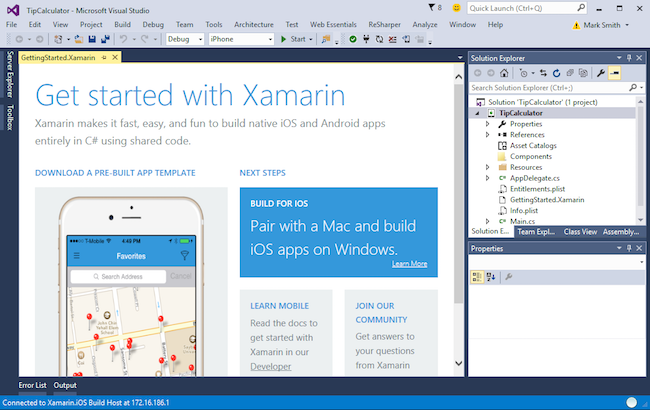 TipCalculator - Microsoft Visual Studio
8
Quick Launch (Ctrl+Q)
File Edit View Project Build Debug Team Tools Architecture Test Web Essentials ReSharper Analyze Window Help
Mark Smith
Debug iPhone Start
Server Explorer
Toolbox
GettingStarted.Xamarin
Get started with Xamarin
Xamarin makes it fast, easy, and fun to build native iOS and Android apps
entirely in C# using shared code.
DOWNLOAD A PRE-BUILT APP TEMPLATE
T-Mobile 4:49 PM
Favorites
Search Address Cancel
NEXT STEPS
BUILD FOR IOS
Pair with a Mac and build
iOS apps on Windows.
Learn More
LEARN MOBILE
Read the docs to
get started with
Xamarin in our
Developer
JOIN OUR
COMMUNITY
Get answers to
your questions
from Xamarin
Solution Explorer
Search Solution Explorer (Ctrl+;)
Solution 'TipCalculator' (1 project)
TipCalculator
Properties
References
Asset Catalogs
Components
Resources
C# AppDelegate.cs
Entitlements.plist
GettingStarted.Xamarin
Info.plist
C# Main.cs
Solution E... Team Expl... Class View Assembly...
Properties
Error List Output
Connected to Xamarin.iOS Build Host at 172.16.186.1